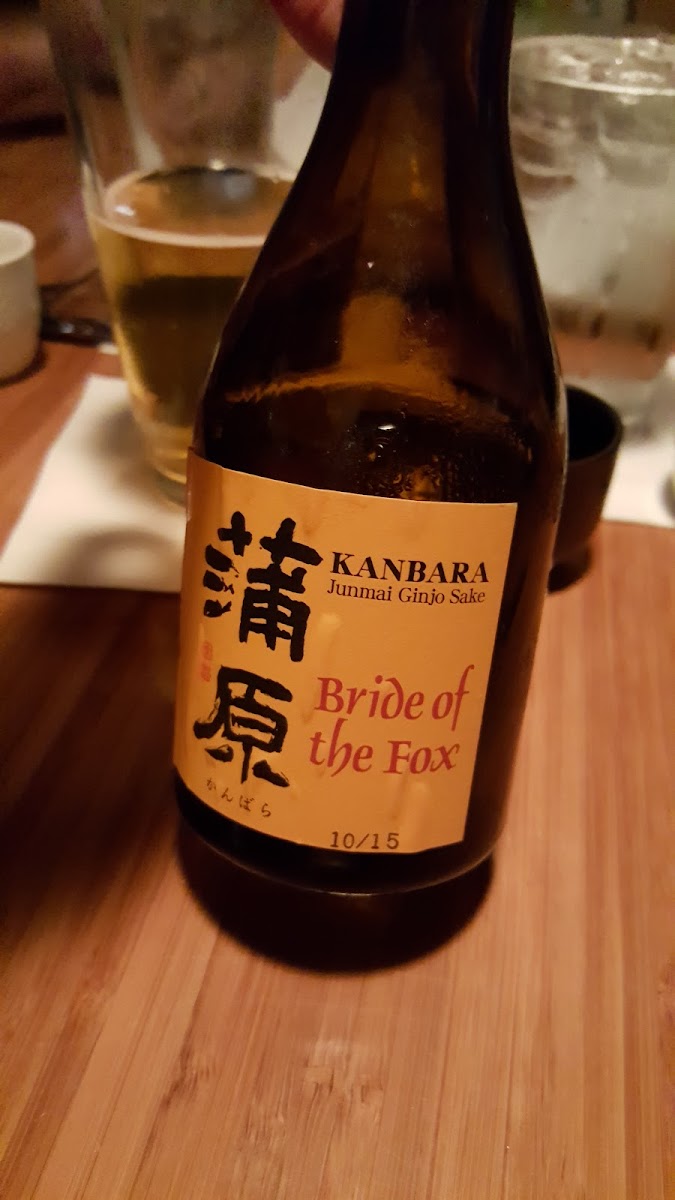 蒲原
かんばら
KANBARA
Junmai Ginjo Sake
Bride of
the Fox
10/15